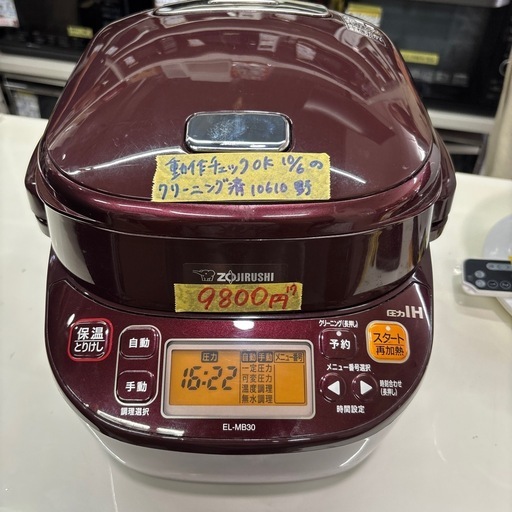 動作チェックOK 10/6の
クリーニング済 10610 野
ZOJIRUSHI
9800円
圧力IH
保温
とりけし
自動
手動
調理選択
圧力
自動 手動 メニュー番号
一定圧力
可変圧力
温度調理
無水調理
16:22
クリーニング(長押し)
予約
スタート
再加熱
メニュー番号選択
時刻合わせ
(長押し)
時間設定
EL-MB30